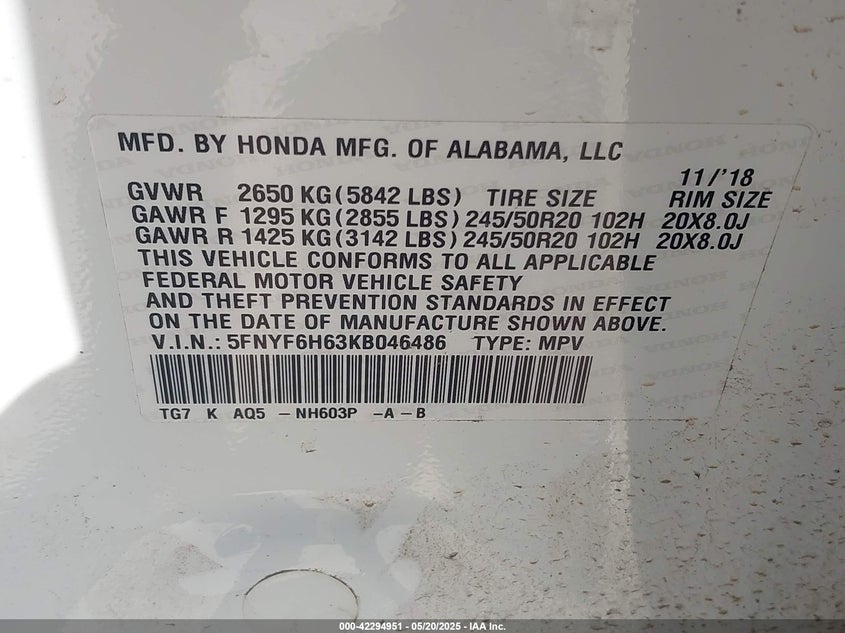 MFD. BY HONDA MFG. OF ALABAMA, LLC
11/'18
GVWR 2650 KG (5842 LBS) TIRE SIZE RIM SIZE
GAWR F 1295 KG (2855 LBS) 245/50R20 102H 20X8.0J
GAWR R 1425 KG (3142 LBS) 245/50R20 102H 20X8.0J
THIS VEHICLE CONFORMS TO ALL APPLICABLE
FEDERAL MOTOR VEHICLE SAFETY
AND THEFT PREVENTION STANDARDS IN EFFECT
ON THE DATE OF MANUFACTURE SHOWN ABOVE.
V.I.N.: 5FNYF6H63KB046486 TYPE: MPV
TG7 K AQ5 - NH603P -A-B
000-42294951 - 05/20/2025 - IAA Inc.